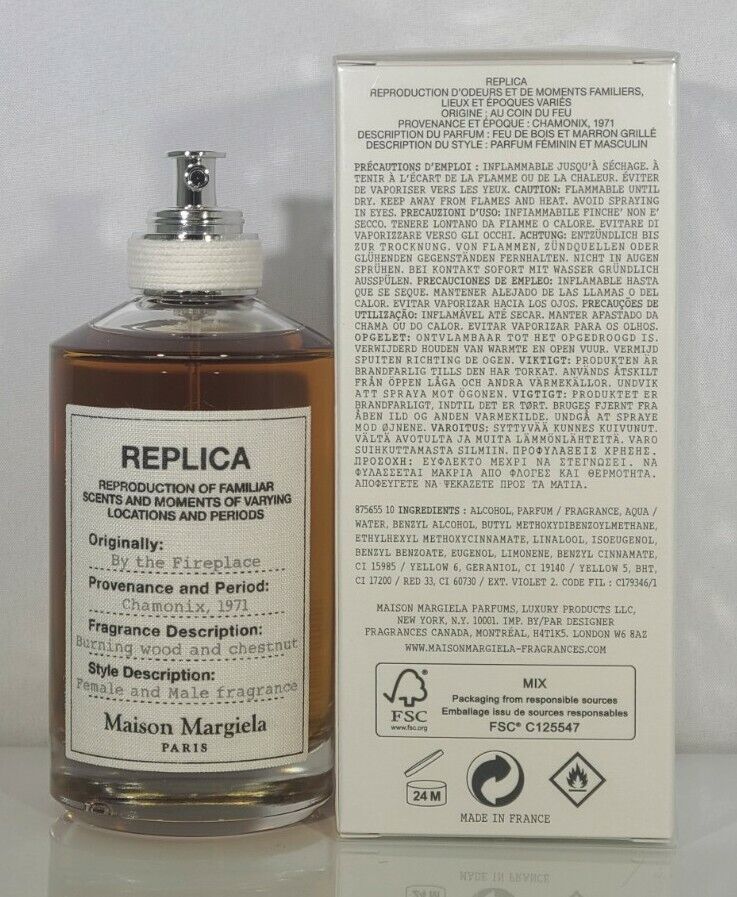 REPLICA
REPRODUCTION OF FAMILIAR
SCENTS AND MOMENTS OF VARYING
LOCATIONS AND PERIODS
Originally:
By the Fireplace
Provenance and Period:
Chamonix, 1971
Fragrance Description:
Burning wood and chestnut
Style Description:
Female and Male fragrance
Maison Margiela
PARIS
REPLICA
REPRODUCTION D'ODEURS ET DE MOMENTS FAMILIERS,
LIEUX ET ÉPOQUES VARIÉS
ORIGINE : AU COIN DU FEU
PROVENANCE ET ÉPOQUE : CHAMONIX, 1971
DESCRIPTION DU PARFUM : FEU DE BOIS ET MARRON GRILLÉ
DESCRIPTION DU STYLE : PARFUM FÉMININ ET MASCULIN
PRÉCAUTIONS D'EMPLOI : INFLAMMABLE JUSQU'À SÉCHAGE. À
TENIR À L'ÉCART DE LA FLAMME OU DE LA CHALEUR. ÉVITER
DE VAPORISER VERS LES YEUX. CAUTION: FLAMMABLE UNTIL
DRY. KEEP AWAY FROM FLAMES AND HEAT. AVOID SPRAYING
IN EYES. PRECAUZIONI D'USO: INFIAMMABILE FINCHE' NON E'
SECCO. TENERE LONTANO DA FIAMME O CALORE. EVITARE DI
VAPORIZZARE VERSO GLI OCCHI. ACHTUNG: ENTZÜNDLICH BIS
ZUR TROCKNUNG. VON FLAMMEN, ZÜNDQUELLEN ODER
GLÜHENDEN GEGENSTÄNDEN FERNHALTEN. NICHT IN AUGEN
SPRÜHEN. BEI KONTAKT SOFORT MIT WASSER GRÜNDLICH
AUSSPÜLEN. PRECAUCIONES DE EMPLEO: INFLAMABLE HASTA
QUE SE SEQUE. MANTENER ALEJADO DE LAS LLAMAS O DEL
CALOR. EVITAR VAPORIZAR HACIA LOS OJOS. PRECAUÇÕES DE
UTILIZAÇÃO: INFLAMÁVEL ATÉ SECAR. MANTER AFASTADO DA
CHAMA OU DO CALOR. EVITAR VAPORIZAR PARA OS OLHOS.
OPGELET: ONTVLAMBAAR TOT HET OPGEDROOGD IS.
VERWIJDERD HOUDEN VAN WARMTE EN OPEN VUUR. VERMIJD
SPUITEN RICHTING DE OGEN. VIKTIGT: PRODUKTEN ÄR
BRANDFARLIG TILLS DEN HAR TORKAT. ANVÄNDS ÅTSKILT
FRÅN ÖPPEN LÅGA OCH ANDRA VÄRMEKÄLLOR. UNDVIK
ATT SPRAYA MOT ÖGONEN. VIGTIGT: PRODUKTET ER
BRANDFARLIGT, INDTIL DET ER TØRT. BRUGES FJERNT FRA
ÅBEN ILD OG ANDEN VARMEKILDE. UNDGÅ AT SPRAYE
MOD ØJNENE. VAROITUS: SYTTYVÄÄ KUNNES KUIVUNUT.
VÄLTÄ AVOTULTA JA MUITA LÄMMÖNLÄHTEITÄ. VARO
SUIHKUTTAMASTA SILMIIN. ΠΡΟΦΥΛΑΞΕΙΣ ΧΡΗΣΗΣ.
ΠΡΟΣΟΧΗ: ΕΥΦΛΕΚΤΟ ΜΕΧΡΙ ΝΑ ΣΤΕΓΝΩΣΕΙ. ΝΑ
ΦΥΛΑΣΣΕΤΑΙ ΜΑΚΡΙΑ ΑΠΟ ΦΛΟΓΕΣ ΚΑΙ ΘΕΡΜΟΤΗΤΑ.
ΑΠΟΦΕΥΓΕΤΕ ΝΑ ΨΕΚΑΖΕΤΕ ΠΡΟΣ ΤΑ ΜΑΤΙΑ.
875655 10 INGREDIENTS : ALCOHOL, PARFUM / FRAGRANCE, AQUA /
WATER, BENZYL ALCOHOL, BUTYL METHOXYDIBENZOYLMETHANE,
ETHYLHEXYL METHOXYCINNAMATE, LINALOOL, ISOEUGENOL,
BENZYL BENZOATE, EUGENOL, LIMONENE, BENZYL CINNAMATE,
CI 15985 / YELLOW 6, GERANIOL, CI 19140 / YELLOW 5, BHT,
CI 17200 / RED 33, CI 60730 / EXT. VIOLET 2. CODE FIL : C179346/1
MAISON MARGIELA PARFUMS, LUXURY PRODUCTS LLC,
NEW YORK, N.Y. 10001. IMP. BY/PAR DESIGNER
FRAGRANCES CANADA, MONTRÉAL, H4T1K5. LONDON W6 8AZ
WWW.MAISONMARGIELA-FRAGRANCES.COM
FSC
www.fsc.org
MIX
Packaging from responsible sources
Emballage issu de sources responsables
FSC® C125547
24 M
MADE IN FRANCE